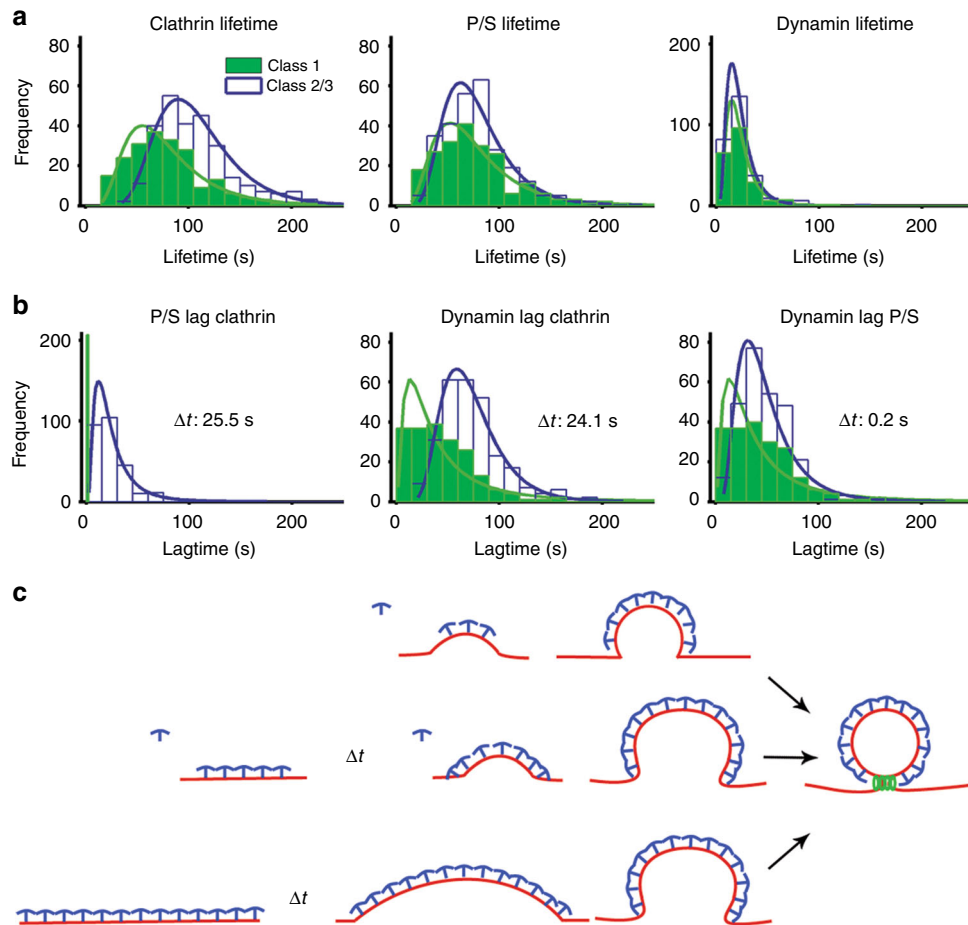 a
Clathrin lifetime
P/S lifetime
Dynamin lifetime
Frequency
80
60
40
20
0
0
100
200
Lifetime (s)
Class 1
Class 2/3
80
60
40
20
0
0
100
200
Lifetime (s)
200
100
0
0
100
200
Lifetime (s)
b
P/S lag clathrin
Dynamin lag clathrin
Dynamin lag P/S
Frequency
200
100
0
0
100
200
Lagtime (s)
Δt: 25.5 s
80
60
40
20
0
0
100
200
Lagtime (s)
Δt: 24.1 s
80
60
40
20
0
0
100
200
Lagtime (s)
Δt: 0.2 s
c
Δt
Δt